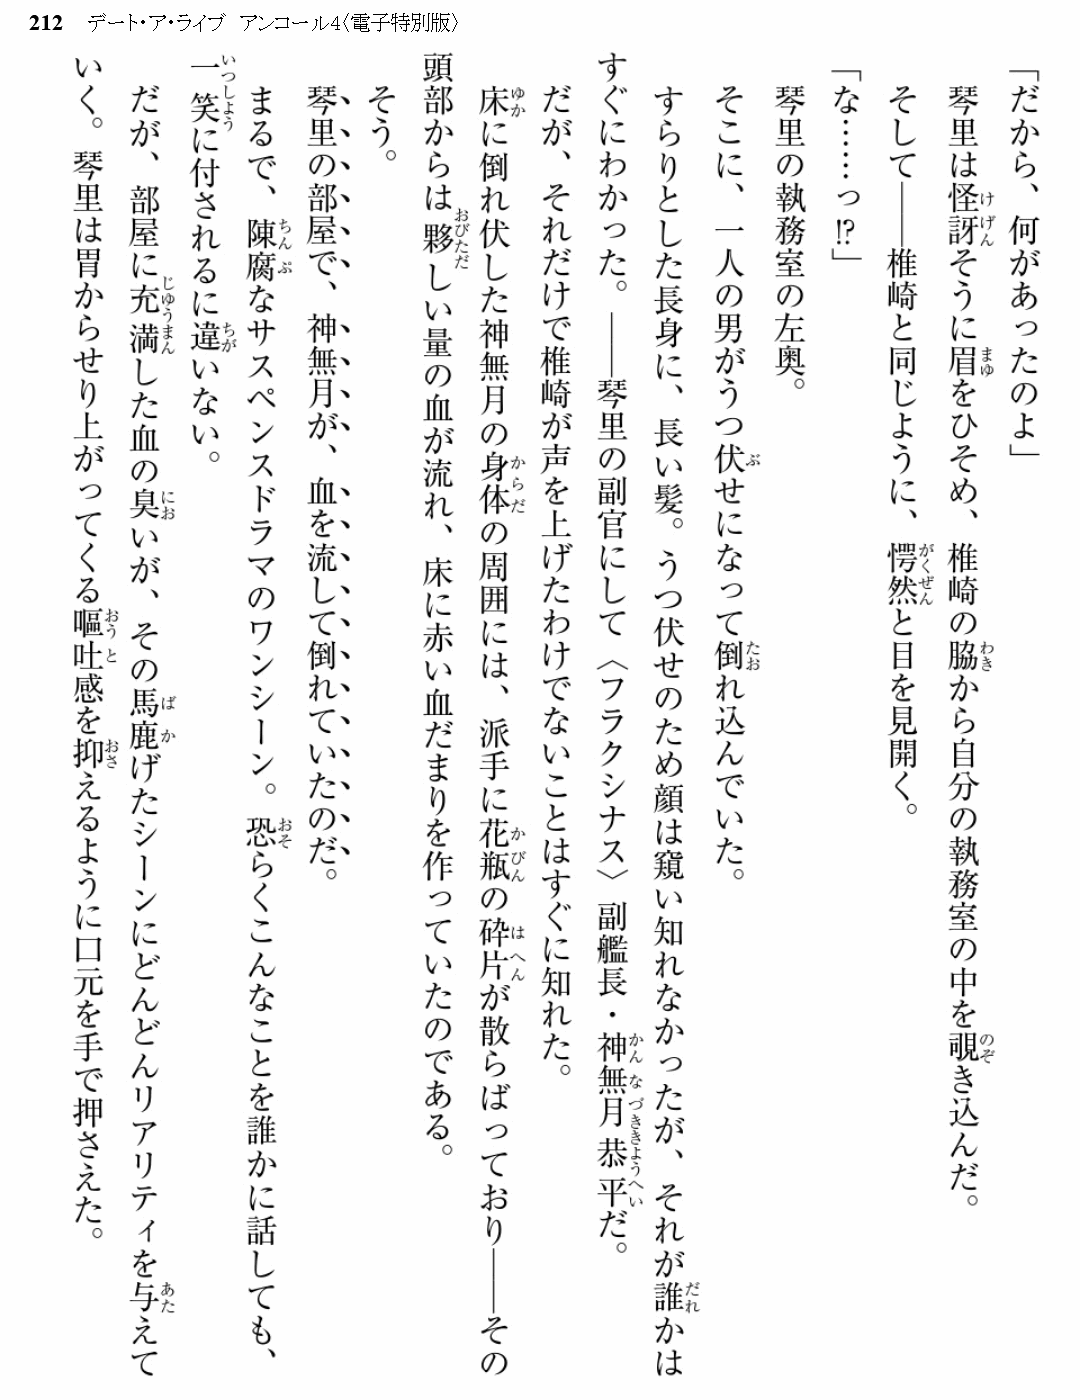 212 デート・ア・ライブ アンコール4〈電子特別版〉
「だから、何があったのよ」
琴里は怪訝そうに眉をひそめ、椎崎の脇から自分の執務室の中を覗き込んだ。
そして――椎崎と同じように、愕然と目を見開く。
「な……っ!?」
琴里の執務室の左奥。
そこに、一人の男がうつ伏せになって倒れ込んでいた。
すらりとした長身に、長い髪。うつ伏せのため顔は窺い知れなかったが、それが誰かは
すぐにわかった。――琴里の副官にして〈フラクシナス〉副艦長・神無月恭平だ。
だが、それだけで椎崎が声を上げたわけでないことはすぐに知れた。
床に倒れ伏した神無月の身体の周囲には、派手に花瓶の砕片が散らばっており――その
頭部からは夥しい量の血が流れ、床に赤い血だまりを作っていたのである。
そう。
琴里の部屋で、神無月が、血を流して倒れていたのだ。
まるで、陳腐なサスペンスドラマのワンシーン。恐らくこんなことを誰かに話しても、
一笑に付されるに違いない。
だが、部屋に充満した血の臭いが、その馬鹿げたシーンにどんどんリアリティを与えて
いく。琴里は胃からせり上がってくる嘔吐感を抑えるように口元を手で押さえた。